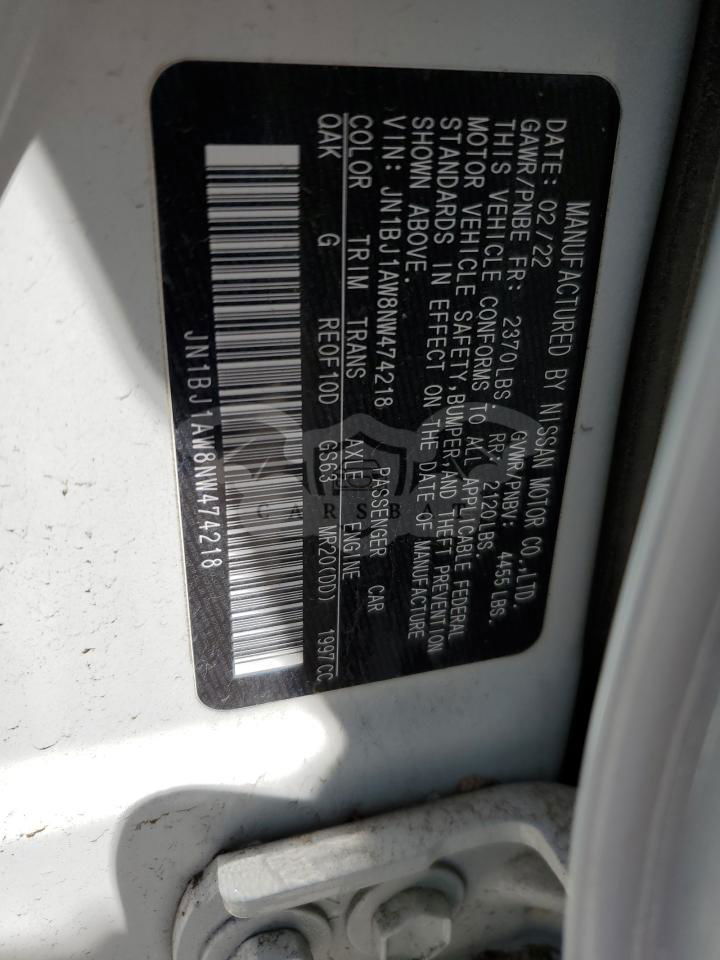 MANUFACTURED BY NISSAN MOTOR CO.,LTD.
DATE: 02/22 GVWR/PNBV: 4455 LBS.
GAWR/PNBE FR: 2370LBS. RR: 2120LBS.
THIS VEHICLE CONFORMS TO ALL APPLICABLE FEDERAL
MOTOR VEHICLE SAFETY,BUMPER,AND THEFT PREVENTION
STANDARDS IN EFFECT ON THE DATE OF MANUFACTURE
SHOWN ABOVE.
VIN: JN1BJ1AW8NW474218 PASSENGER CAR
COLOR TRIM TRANS AXLE ENGINE
QAK G RE0F10D GS63 MR20(DD) 1997CC
JN1BJ1AW8NW474218
CARSBAT